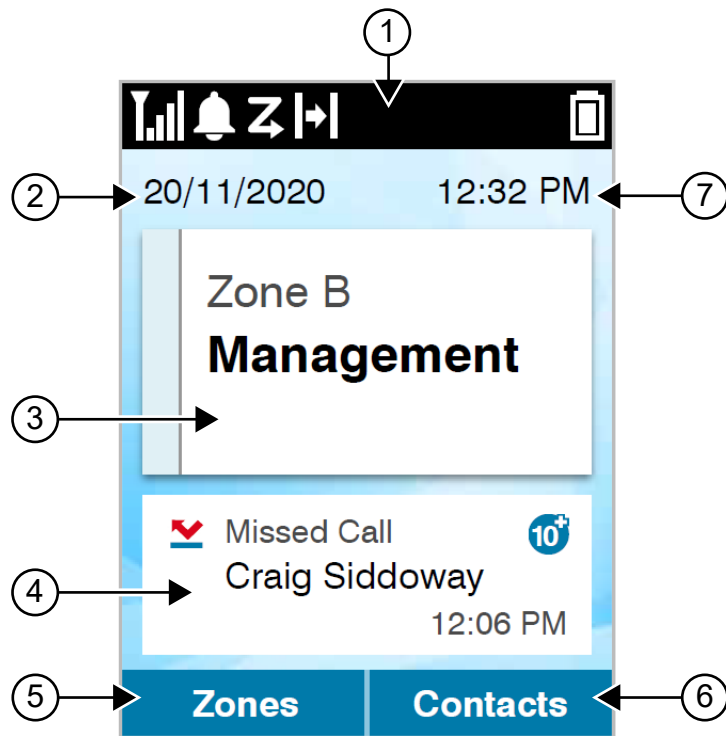 1
2
20/11/2020 12:32 PM
7
Zone B
Management
3
Missed Call
10+
Craig Siddoway
4
12:06 PM
5
Zones
Contacts
6